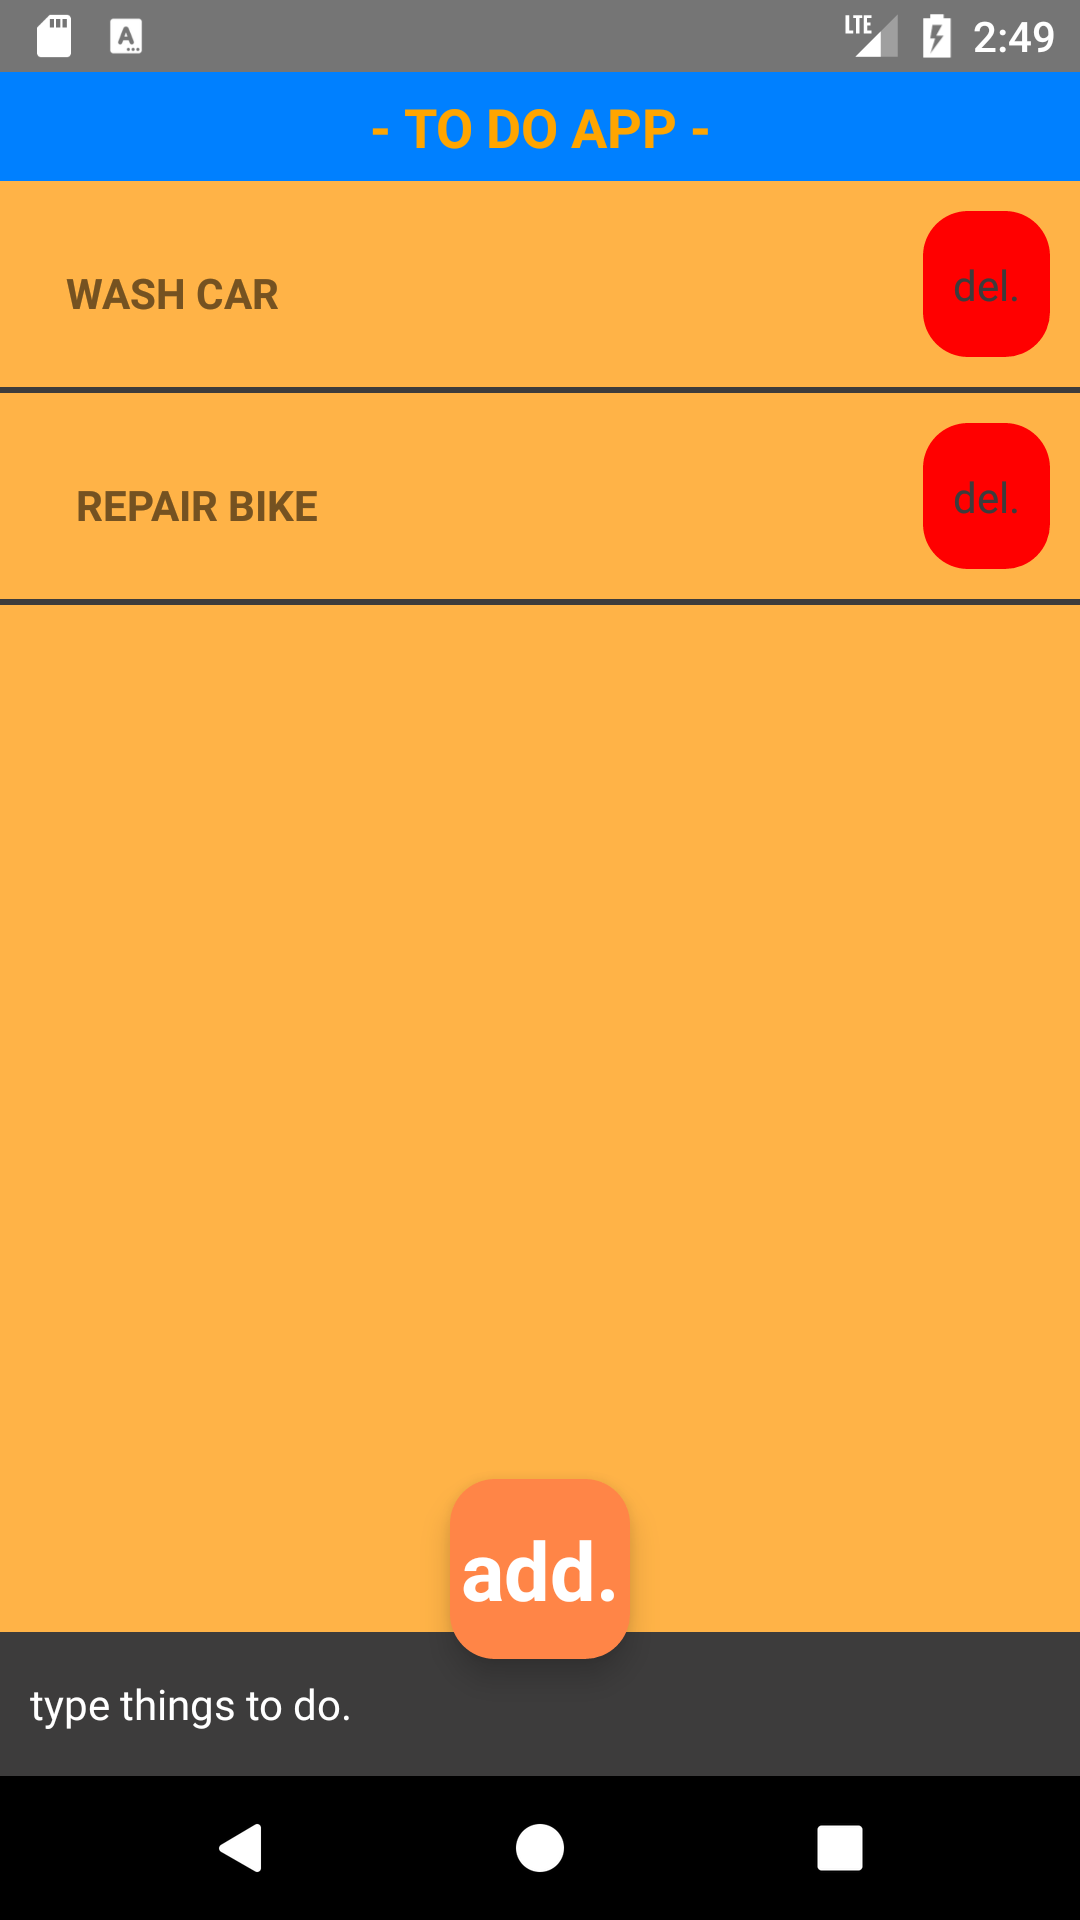 LTE 2:49
- TO DO APP -
WASH CAR del.
REPAIR BIKE del.
add.
type things to do.